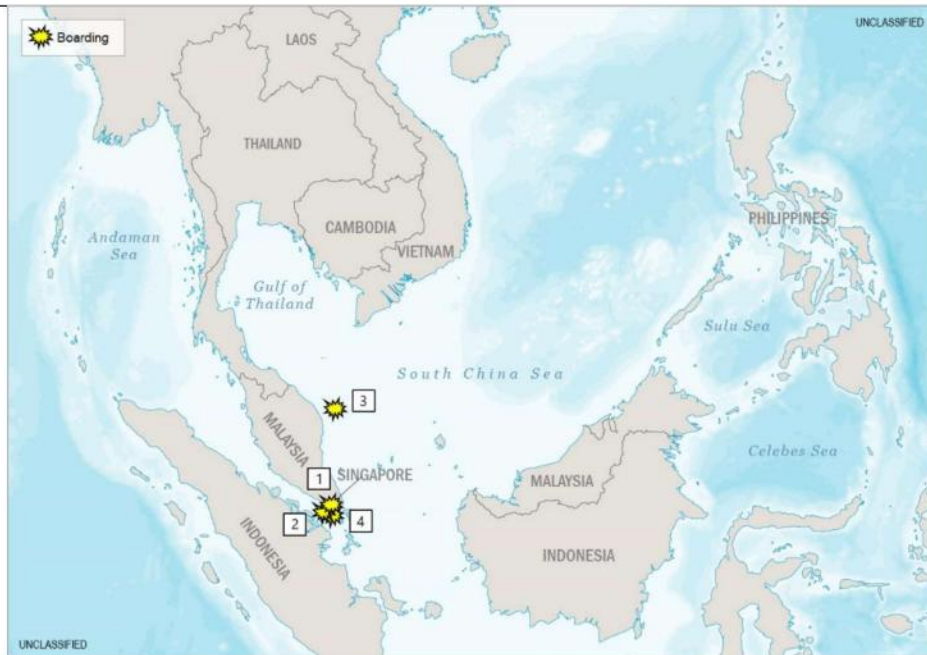 Boarding
UNCLASSIFIED
LAOS
THAILAND
CAMBODIA
VIETNAM
PHILIPPINES
Andaman
Sea
Gulf of
Thailand
Sulu Sea
South China Sea
3
MALAYSIA
Celebes Sea
1
SINGAPORE
MALAYSIA
2
4
INDONESIA
INDONESIA
UNCLASSIFIED